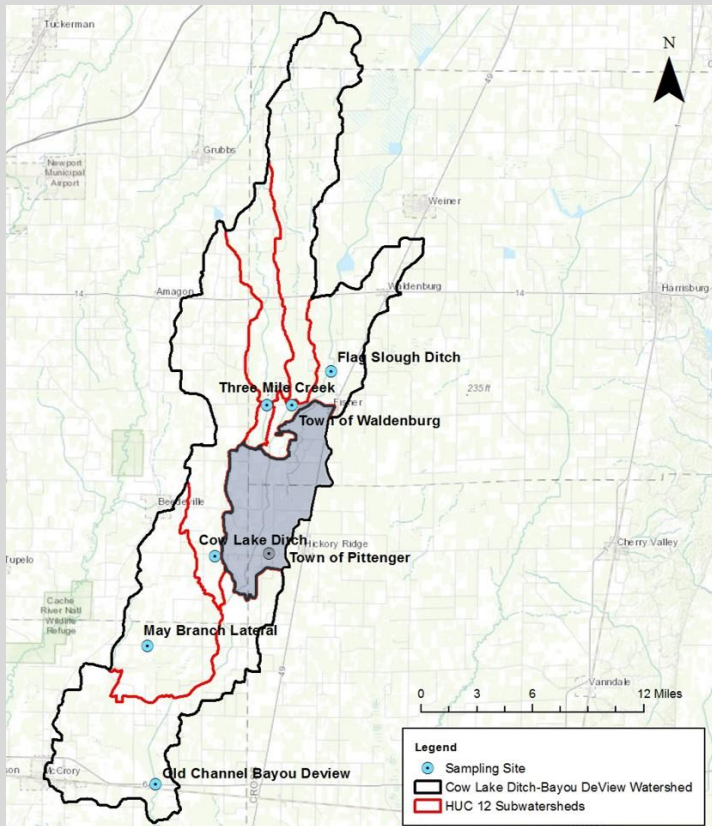 Tuckerman
N
49
Grubbs
Newport
Municipal
Airport
Weiner
Amagon
14
Waldenburg
14
Harrisburg
Flag Slough Ditch
Three Mile Creek
235ft
Fisher
Town of Waldenburg
Beedeville
Cow Lake Ditch
Hickory Ridge
Town of Pittenger
Cherry Valley
Tupelo
Cache
River Natl
Wildlife
Refuge
May Branch Lateral
49
Vanndale
0 3 6 12 Miles
Old Channel Bayou Deview
McCrory
Legend
Sampling Site
Cow Lake Ditch-Bayou DeView Watershed
HUC 12 Subwatersheds